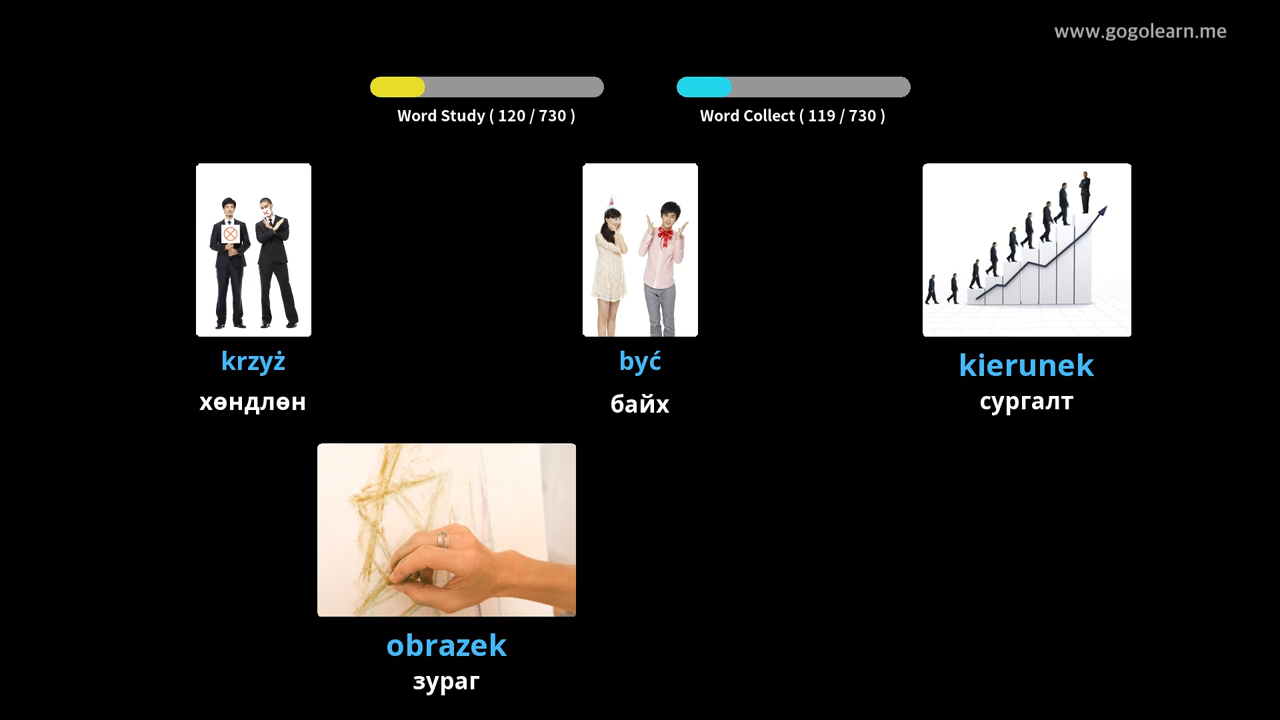 www.gogolearn.me
Word Study ( 120 / 730 )
Word Collect ( 119 / 730 )
krzyż
хөндлөн
być
байх
kierunek
сургалт
obrazek
зураг